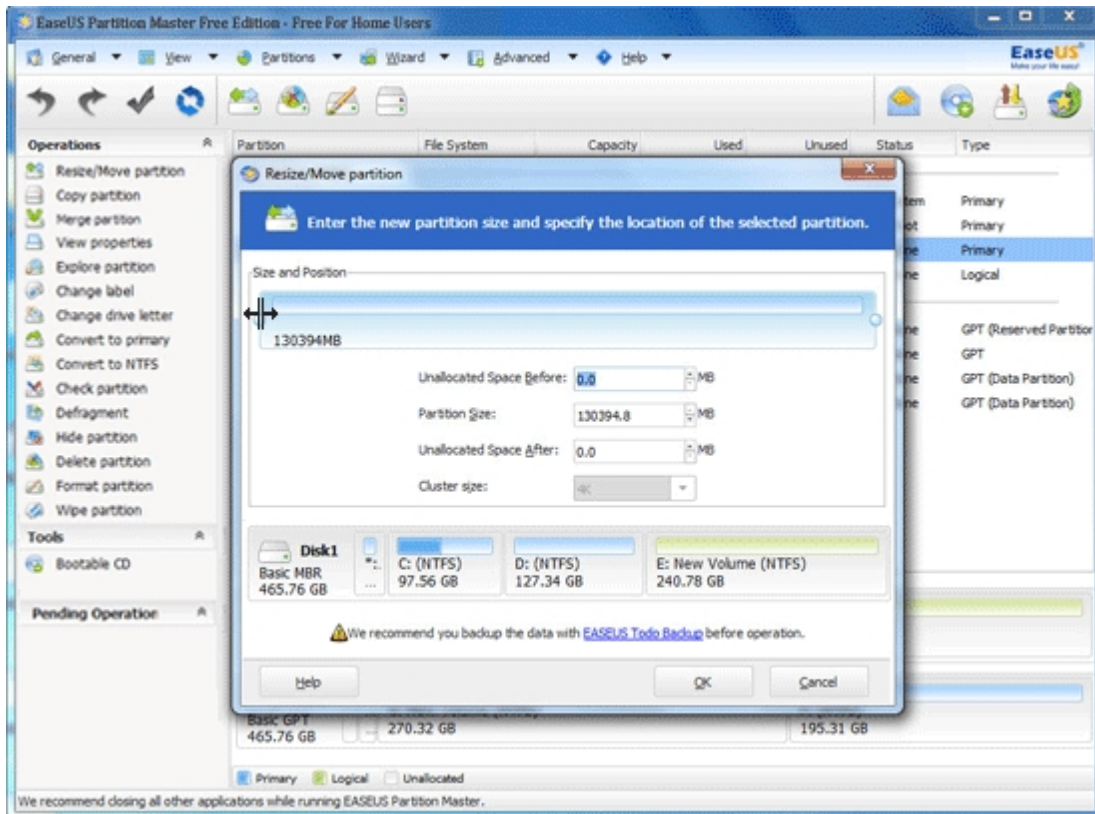 EaseUS Partition Master Free Edition - Free For Home Users
General View Partitions Wizard Advanced Help
EaseUS
Make your life easy!
Operations
Partition File System Capacity Used Unused Status Type
Resize/Move partition
Copy partition
Merge partition
View properties
Explore partition
Change label
Change drive letter
Convert to primary
Convert to NTFS
Check partition
Defragment
Hide partition
Delete partition
Format partition
Wipe partition
Tools
Bootable CD
Pending Operation
Resize/Move partition
Enter the new partition size and specify the location of the selected partition.
Size and Position
130394MB
Unallocated Space Before: 0.0 MB
Partition Size: 130394.8 MB
Unallocated Space After: 0.0 MB
Cluster size: 4K
Disk1
Basic MBR
465.76 GB
*:
...
C: (NTFS)
97.56 GB
D: (NTFS)
127.34 GB
E: New Volume (NTFS)
240.78 GB
We recommend you backup the data with EASEUS Todo Backup before operation.
Help OK Cancel
Primary
Primary
Primary
Logical
GPT (Reserved Partition
GPT
GPT (Data Partition)
GPT (Data Partition)
Basic GPT
465.76 GB
...
270.32 GB
195.31 GB
Primary Logical Unallocated
We recommend closing all other applications while running EASEUS Partition Master.